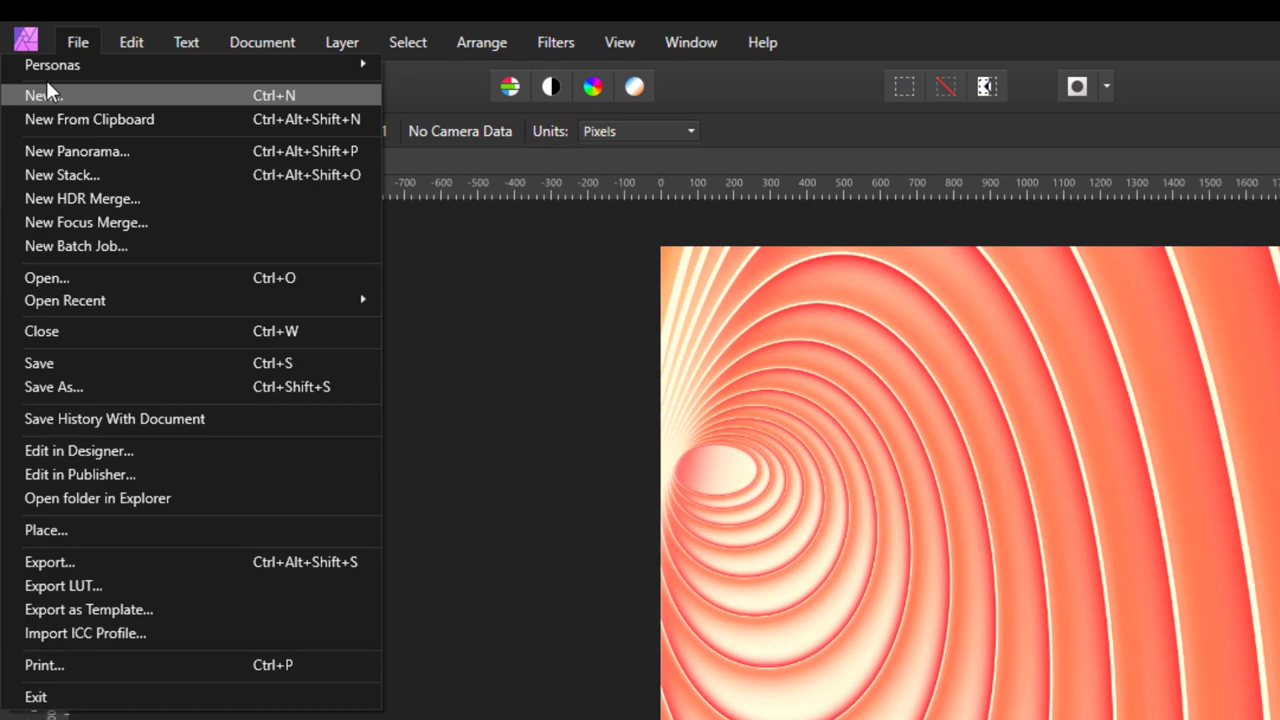 File Edit Text Document Layer Select Arrange Filters View Window Help
Personas
New... Ctrl+N
New From Clipboard Ctrl+Alt+Shift+N
1 No Camera Data Units: Pixels
New Panorama... Ctrl+Alt+Shift+P
New Stack... Ctrl+Alt+Shift+O
-700 -600 -500 -400 -300 -200 -100 0 100 200 300 400 500 600 700 800 900 1000 1100 1200 1300 1400 1500 1600
New HDR Merge...
New Focus Merge...
New Batch Job...
Open... Ctrl+O
Open Recent
Close Ctrl+W
Save Ctrl+S
Save As... Ctrl+Shift+S
Save History With Document
Edit in Designer...
Edit in Publisher...
Open folder in Explorer
Place...
Export... Ctrl+Alt+Shift+S
Export LUT...
Export as Template...
Import ICC Profile...
Print... Ctrl+P
Exit